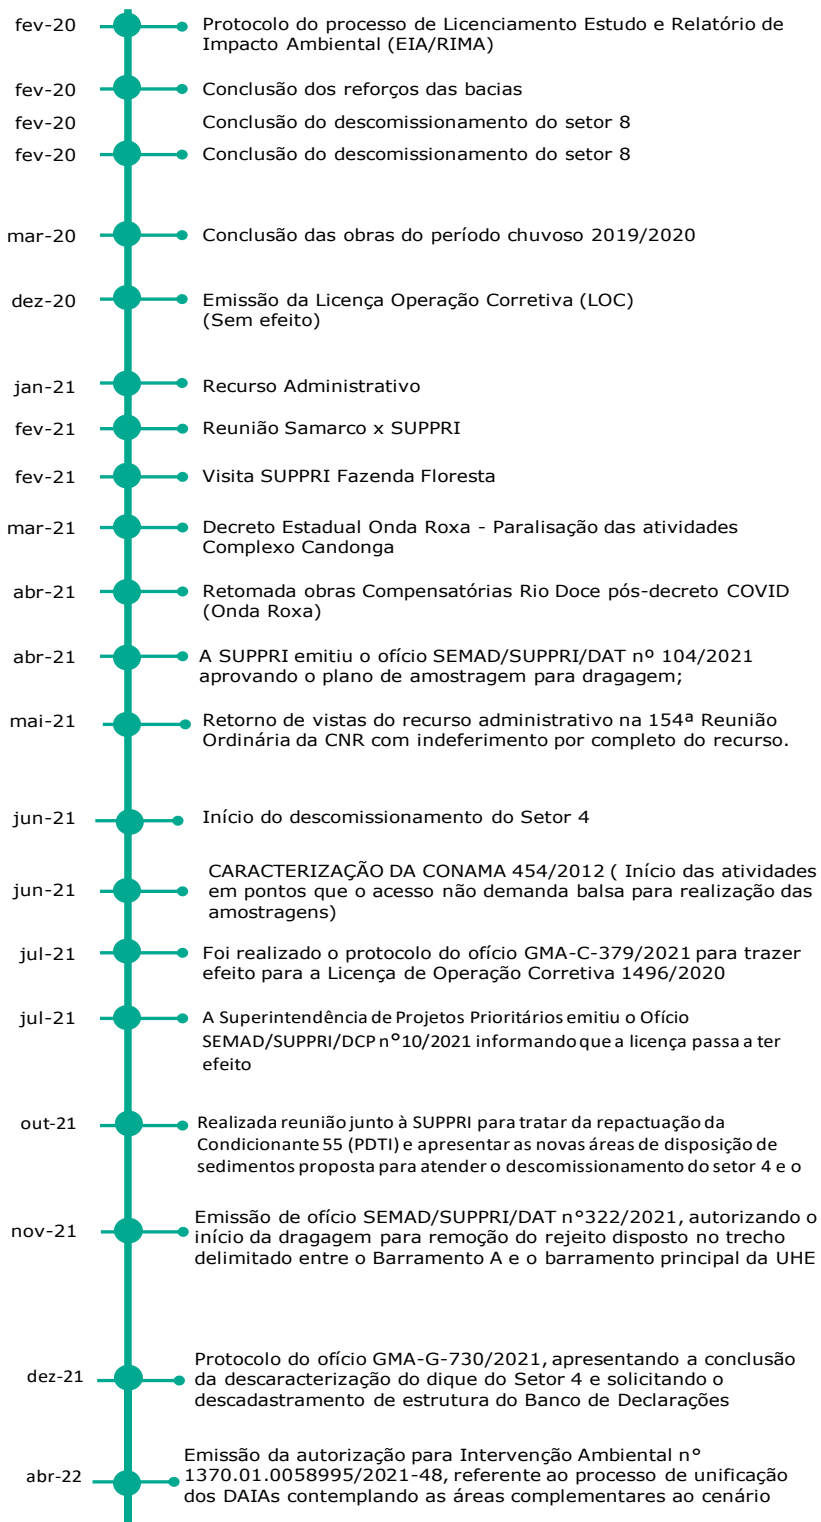 fev-20 Protocolo do processo de Licenciamento Estudo e Relatório de
Impacto Ambiental (EIA/RIMA)
fev-20 Conclusão dos reforços das bacias
fev-20 Conclusão do descomissionamento do setor 8
fev-20 Conclusão do descomissionamento do setor 8
mar-20 Conclusão das obras do período chuvoso 2019/2020
dez-20 Emissão da Licença Operação Corretiva (LOC)
(Sem efeito)
jan-21 Recurso Administrativo
fev-21 Reunião Samarco x SUPPRI
fev-21 Visita SUPPRI Fazenda Floresta
mar-21 Decreto Estadual Onda Roxa - Paralisação das atividades
Complexo Candonga
abr-21 Retomada obras Compensatórias Rio Doce pós-decreto COVID
(Onda Roxa)
abr-21 A SUPPRI emitiu o ofício SEMAD/SUPPRI/DAT nº 104/2021
aprovando o plano de amostragem para dragagem;
mai-21 Retorno de vistas do recurso administrativo na 154ª Reunião
Ordinária da CNR com indeferimento por completo do recurso.
jun-21 Início do descomissionamento do Setor 4
jun-21 CARACTERIZAÇÃO DA CONAMA 454/2012 ( Início das atividades
em pontos que o acesso não demanda balsa para realização das
amostragens)
jul-21 Foi realizado o protocolo do ofício GMA-C-379/2021 para trazer
efeito para a Licença de Operação Corretiva 1496/2020
jul-21 A Superintendência de Projetos Prioritários emitiu o Ofício
SEMAD/SUPPRI/DCP n°10/2021 informando que a licença passa a ter
efeito
out-21 Realizada reunião junto à SUPPRI para tratar da repactuação da
Condicionante 55 (PDTI) e apresentar as novas áreas de disposição de
sedimentos proposta para atender o descomissionamento do setor 4 e o
nov-21 Emissão de ofício SEMAD/SUPPRI/DAT n°322/2021, autorizando o
início da dragagem para remoção do rejeito disposto no trecho
delimitado entre o Barramento A e o barramento principal da UHE
dez-21 Protocolo do ofício GMA-G-730/2021, apresentando a conclusão
da descaracterização do dique do Setor 4 e solicitando o
descadastramento de estrutura do Banco de Declarações
abr-22 Emissão da autorização para Intervenção Ambiental n°
1370.01.0058995/2021-48, referente ao processo de unificação
dos DAIAs contemplando as áreas complementares ao cenário